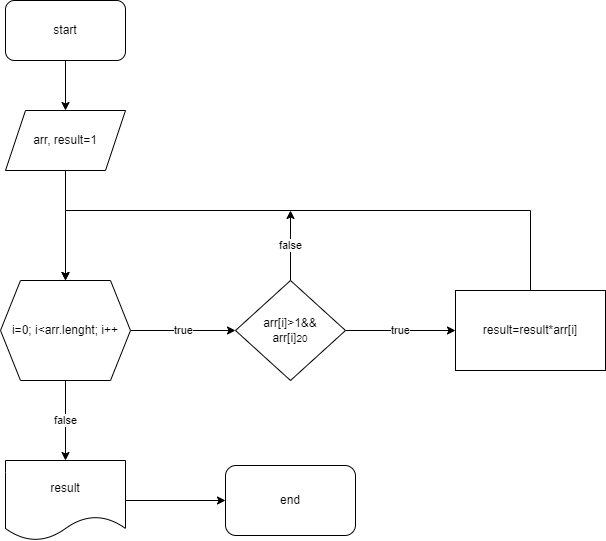 start
arr, result=1
false
i=0; i<arr.lenght; i++
true
arr[i]>1&&
arr[i]20
true
result=result*arr[i]
false
result
end